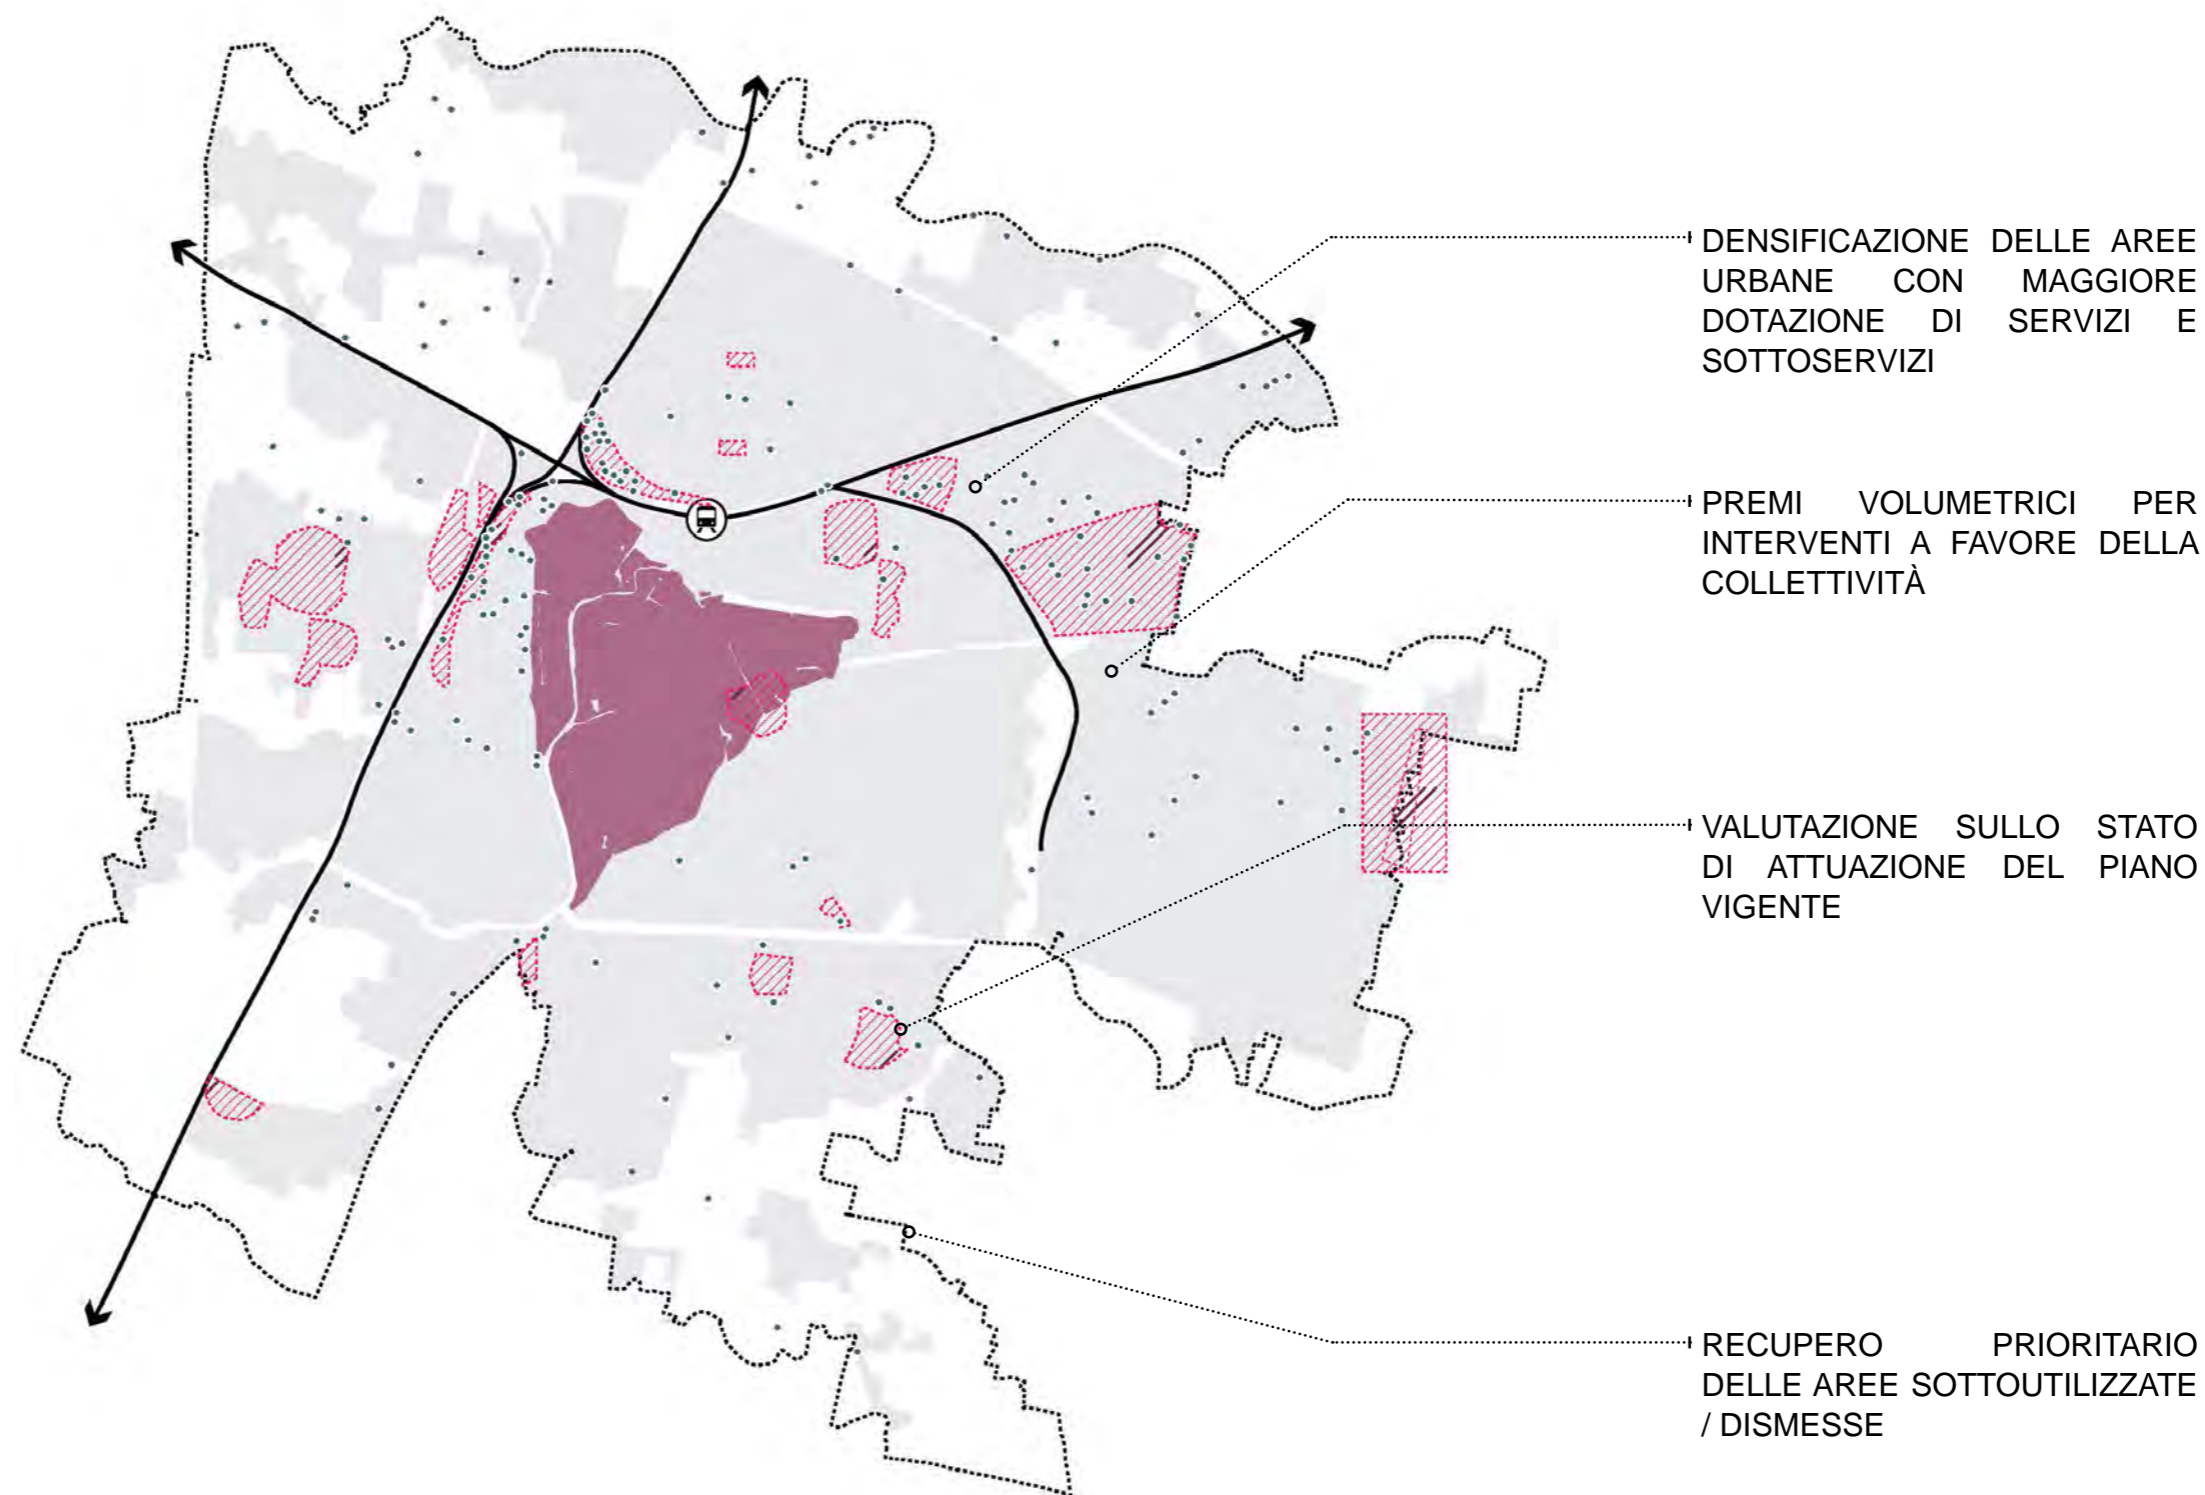 DENSIFICAZIONE DELLE AREE
URBANE CON MAGGIORE
DOTAZIONE DI SERVIZI E
SOTTOSERVIZI
PREMI VOLUMETRICI PER
INTERVENTI A FAVORE DELLA
COLLETTIVITÀ
VALUTAZIONE SULLO STATO
DI ATTUAZIONE DEL PIANO
VIGENTE
RECUPERO PRIORITARIO
DELLE AREE SOTTOUTILIZZATE
/ DISMESSE